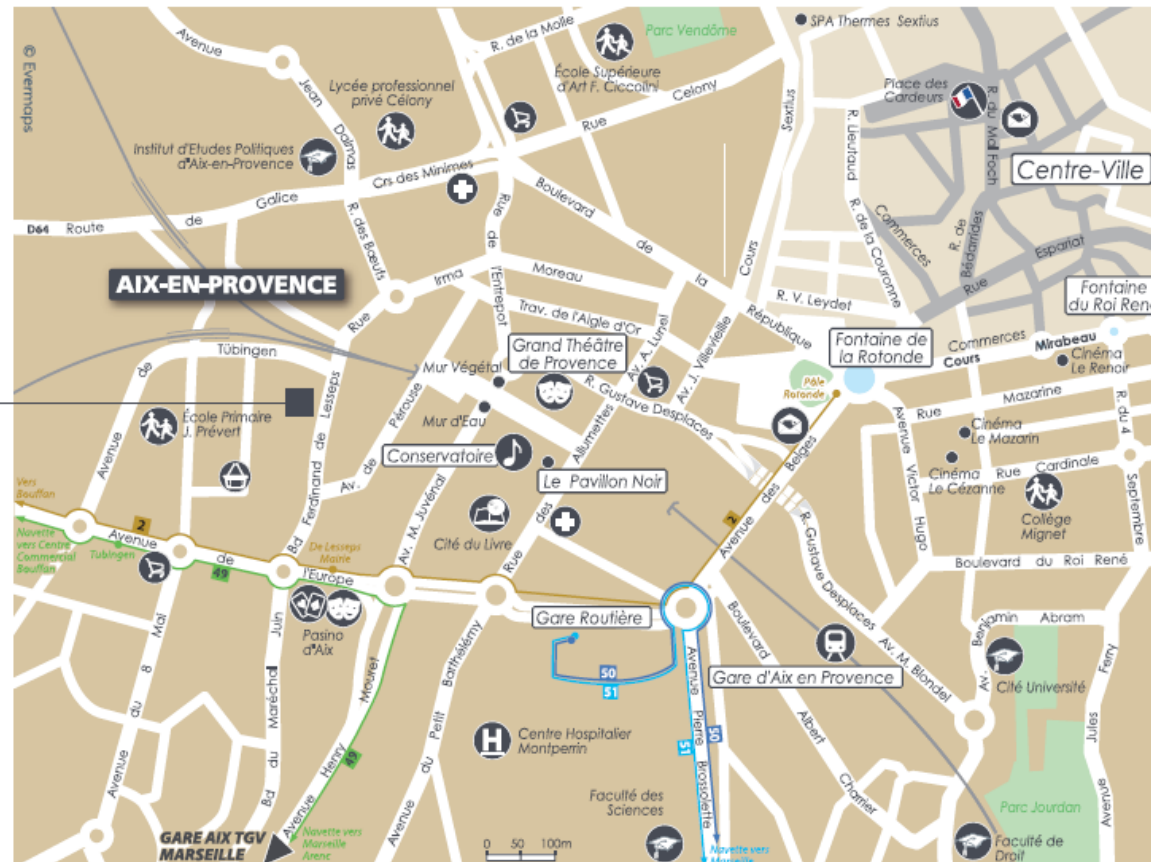 © Evermaps
Avenue
Jean
Dalmas
Lycée professionnel
privé Célony
Institut d'Etudes Politiques
d'Aix-en-Provence
R. de la Molle
École Supérieure
d'Art F. Ciccolini
Parc Vendôme
SPA Thermes Sextius
Place des
Cardeurs
R. du Mal Foch
Centre-Ville
Rue Celony
Cours Sextius
R. Lieutaud
R. de la Couronne
Commerces
R. de
Bédarrides
Rue Espariat
Crs des Minimes
D64 Route de Galice
R. des Bœufs
Rue de l'Entrepot
Boulevard de la République
AIX-EN-PROVENCE
Rue Irma Moreau
Trav. de l'Aigle d'Or
R. V. Leydet
Fontaine
du Roi Rene
Fontaine de
la Rotonde
Commerces
Cours Mirabeau
Cinéma
Le Renoir
Avenue de Tübingen
Mur Végétal
Grand Théâtre
de Provence
Av. A. Lunel
Av. J. Villevieille
R. Gustave Desplaces
Pôle
Rotonde
Rue Mazarine
R. du 4 Septembre
École Primaire
J. Prévert
Bd Ferdinand de Lesseps
Av. de Pérouse
Mur d'Eau
Conservatoire
Le Pavillon Noir
Rue des Allumettes
Cinéma
Le Mazarin
Cinéma
Le Cézanne
Rue Cardinale
Collège
Mignet
Avenue Victor Hugo
Avenue des Belges
2
Vers
Bouffan
Navette
vers Centre
Commercial
Bouffan
2
Tübingen
Avenue de l'Europe
49
De Lesseps
Mairie
Av. M. Juvénal
Cité du Livre
R. Gustave Desplaces
Boulevard du Roi René
Pasino
d'Aix
Gare Routière
50
51
Gare d'Aix en Provence
Av. M. Blondel
Av. Benjamin Abram
Cité Université
Avenue Jules Ferry
Avenue du 8 Mai
Bd du Maréchal Juin
Avenue Henry Mouret
49
Avenue du Petit Barthélémy
Centre Hospitalier
Montperrin
Avenue Pierre Brossolette
51
50
Boulevard Albert Charrier
Parc Jourdan
Faculté des
Sciences
Faculté de
Droit
GARE AIX TGV
MARSEILLE
Navette vers
Marseille
Arenc
0 50 100m
Navette vers
Marseille